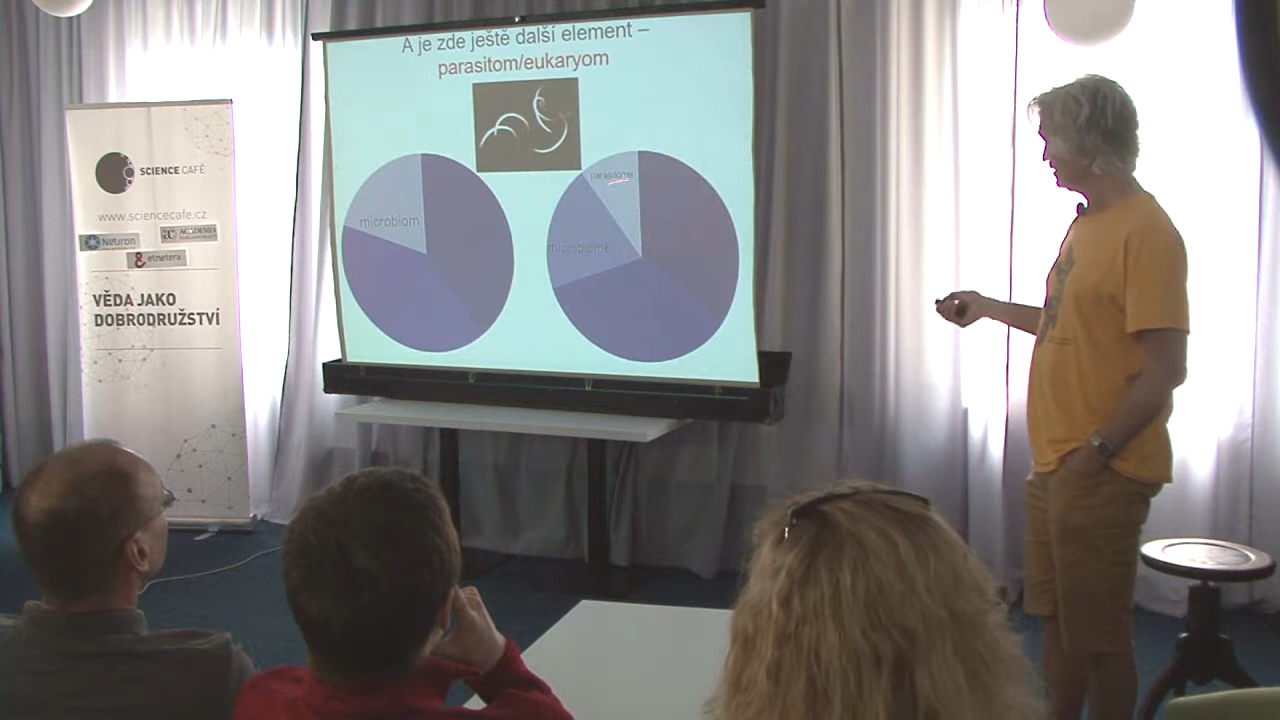 A je zde ještě další element –
parasitom/eukaryom
microbiom
parasitome
microbiome
SCIENCE CAFÉ
www.sciencecafe.cz
Neuron
ACADEMIA
etnetera
VĚDA JAKO
DOBRODRUŽSTVÍ